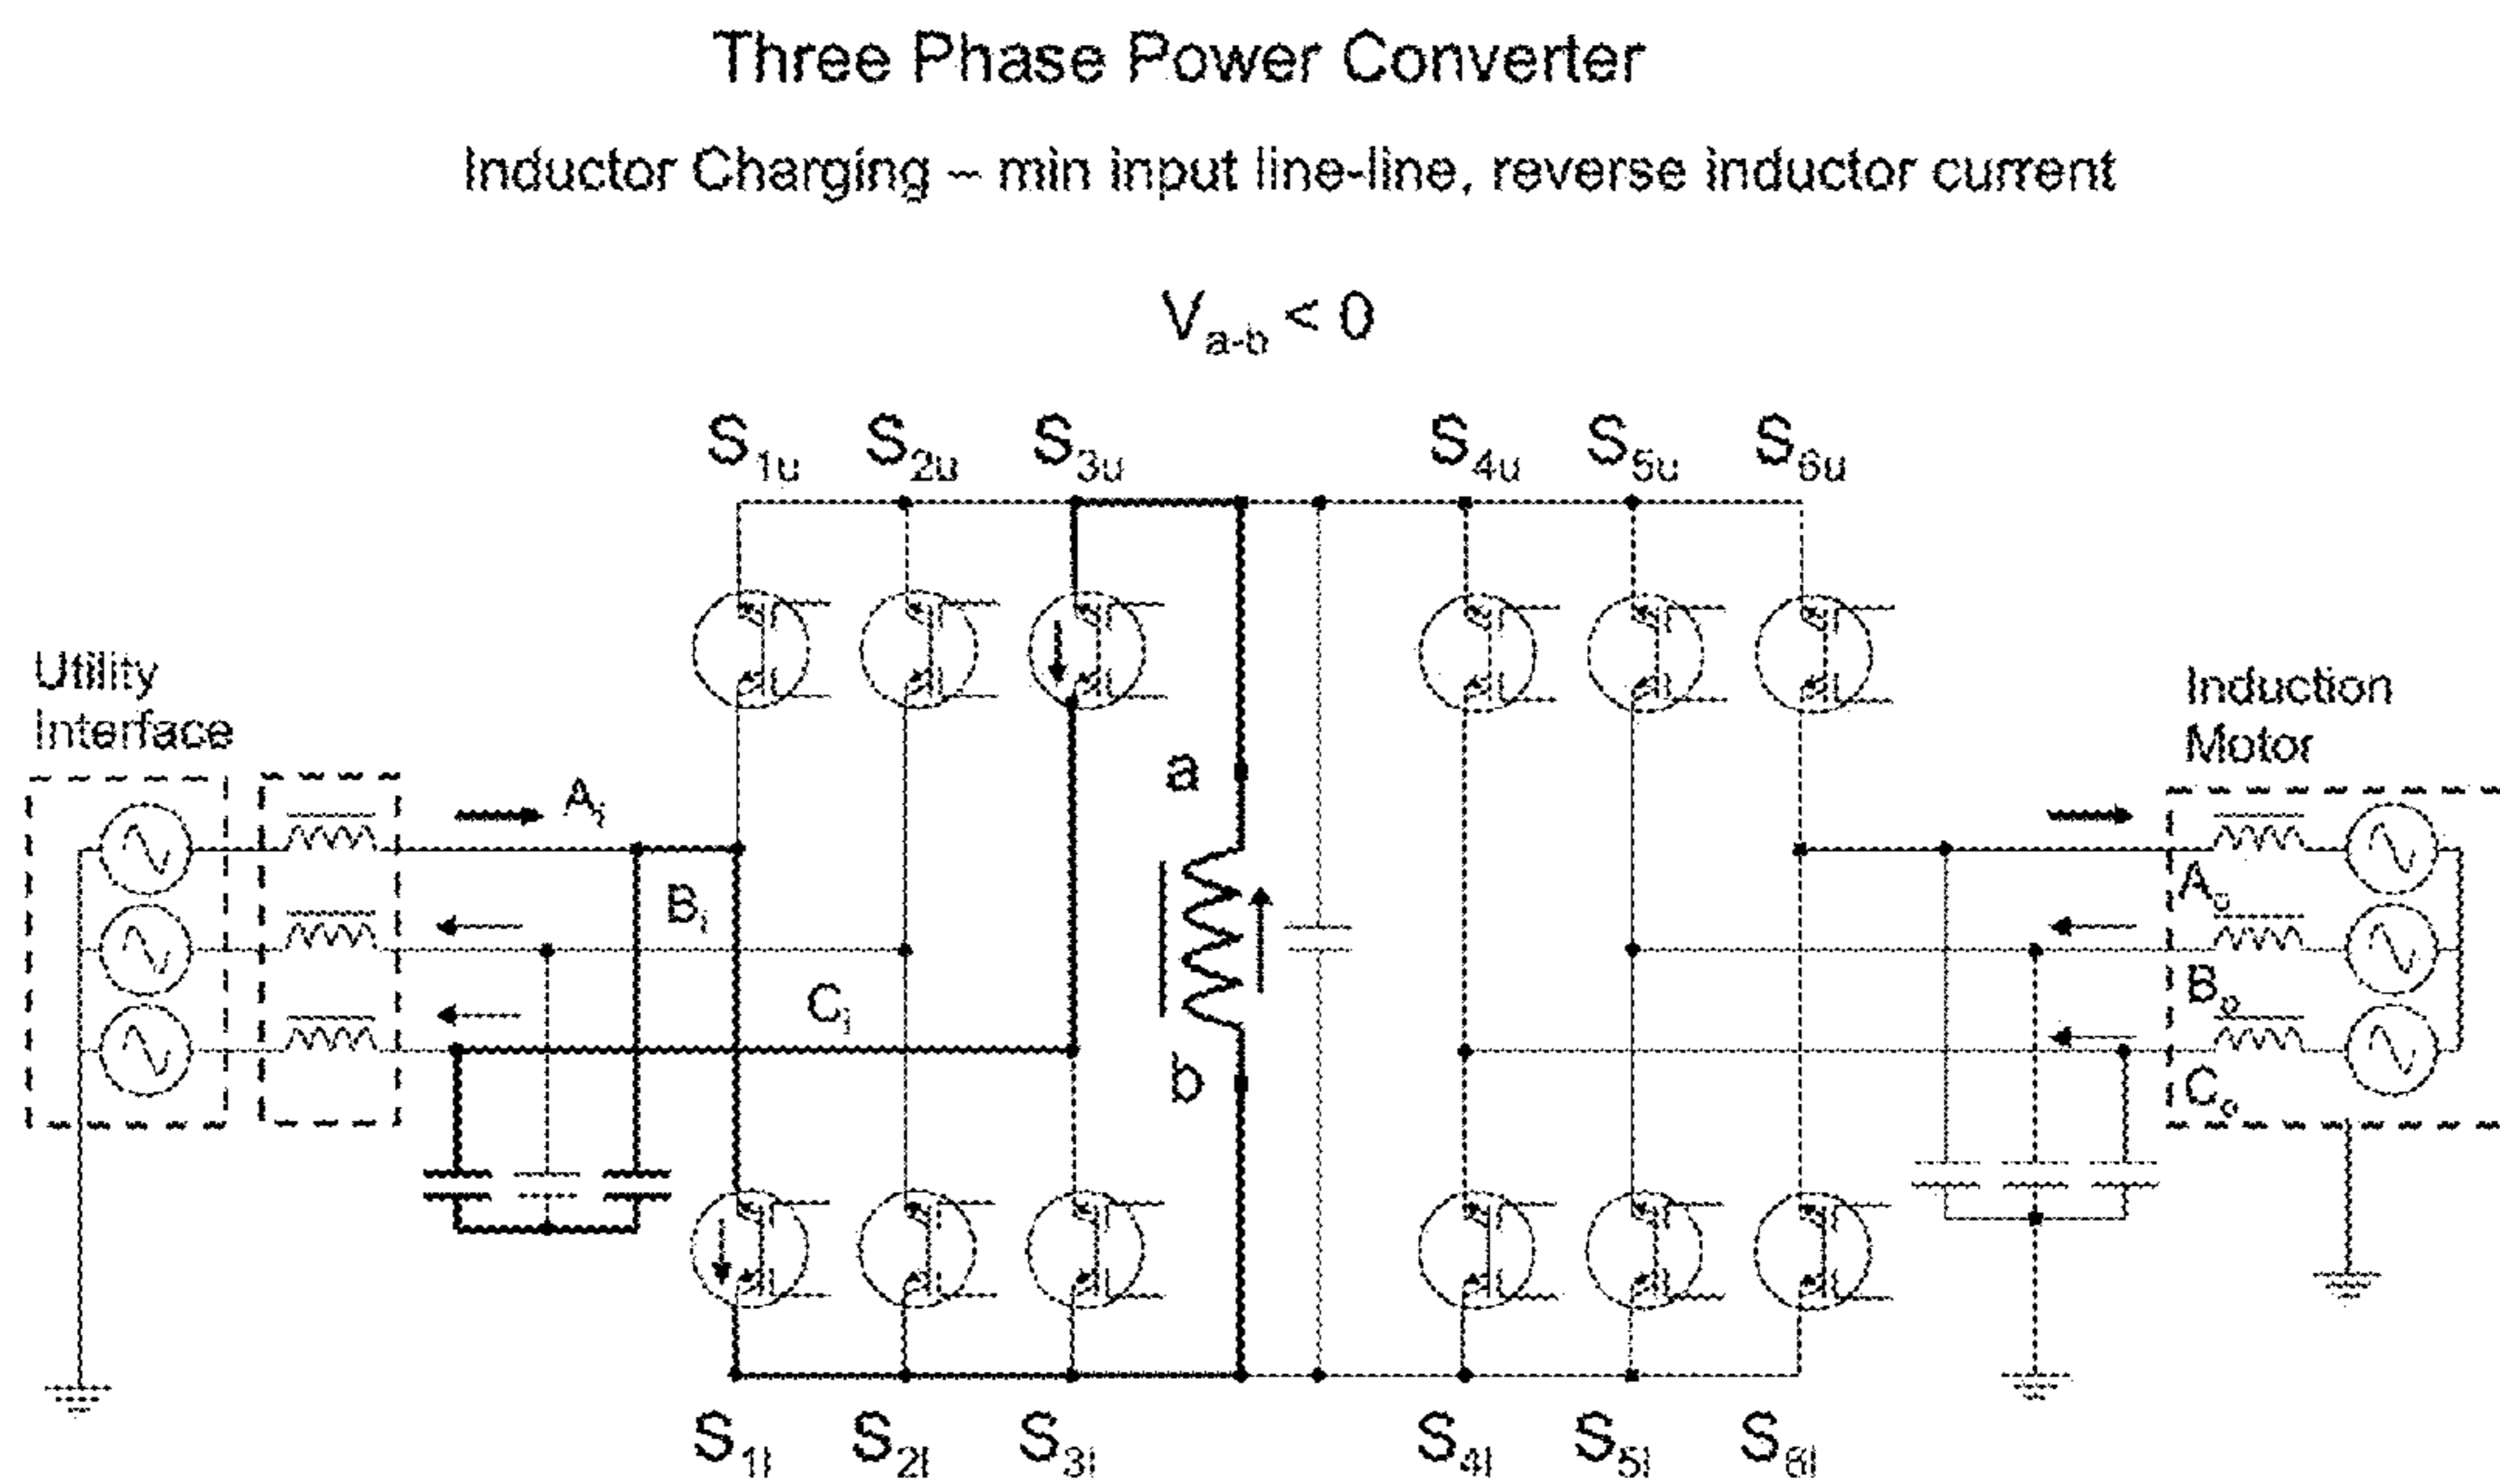 Three Phase Power Converter
Inductor Charging – min input line-line, reverse inductor current
Va-b < 0
S1u S2u S3u S4u S5u S6u
Utility
Interface
Induction
Motor
a
Ai
Bi
Ao
Ci
Bo
b
Co
S1l S2l S3l S4l S5l S6l